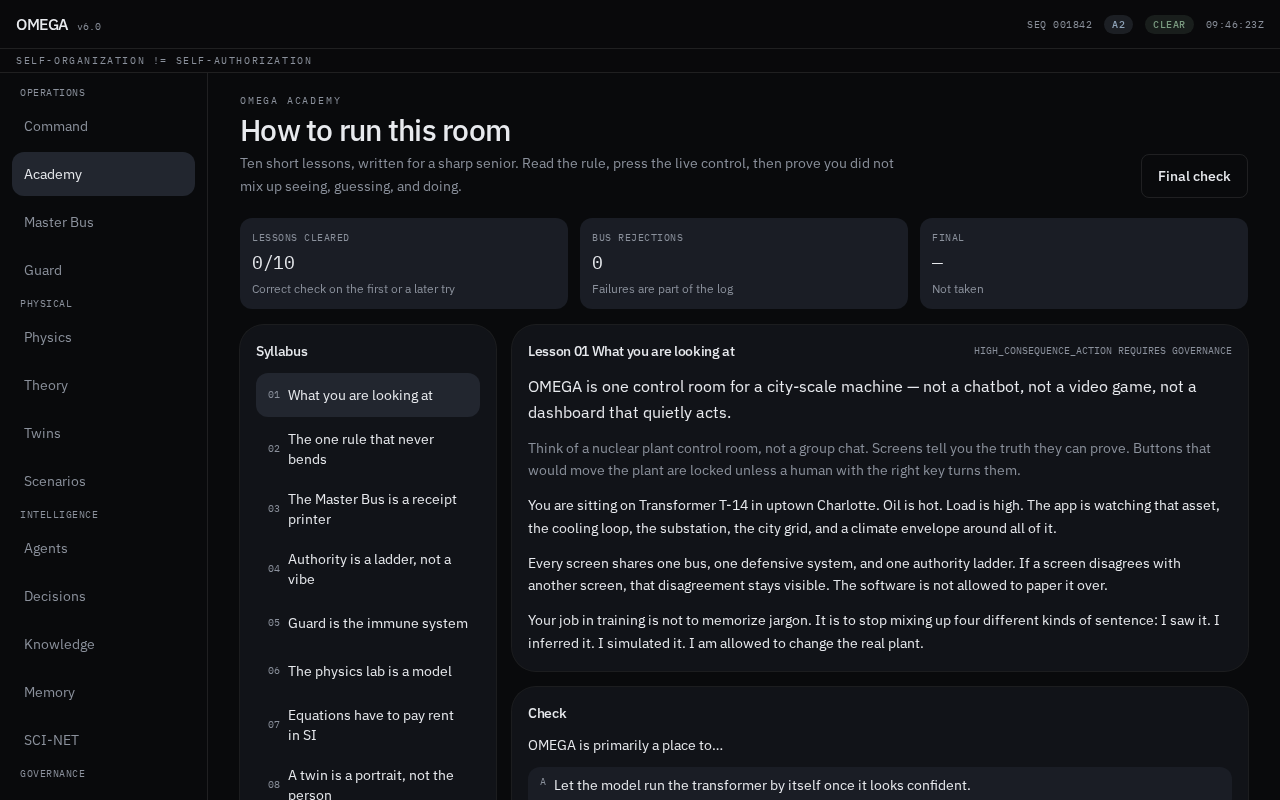 OMEGA v6.0
SEQ 001842 A2 CLEAR 09:46:23Z
SELF-ORGANIZATION != SELF-AUTHORIZATION
OPERATIONS
Command
Academy
Master Bus
Guard
PHYSICAL
Physics
Theory
Twins
Scenarios
INTELLIGENCE
Agents
Decisions
Knowledge
Memory
SCI-NET
GOVERNANCE
OMEGA ACADEMY
How to run this room
Ten short lessons, written for a sharp senior. Read the rule, press the live control, then prove you did not
mix up seeing, guessing, and doing.
Final check
LESSONS CLEARED
0/10
Correct check on the first or a later try
BUS REJECTIONS
0
Failures are part of the log
FINAL
—
Not taken
Syllabus
01 What you are looking at
02 The one rule that never
bends
03 The Master Bus is a receipt
printer
04 Authority is a ladder, not a
vibe
05 Guard is the immune system
06 The physics lab is a model
07 Equations have to pay rent
in SI
08 A twin is a portrait, not the
person
Lesson 01 What you are looking at
HIGH_CONSEQUENCE_ACTION REQUIRES GOVERNANCE
OMEGA is one control room for a city-scale machine — not a chatbot, not a video game, not a
dashboard that quietly acts.
Think of a nuclear plant control room, not a group chat. Screens tell you the truth they can prove. Buttons that
would move the plant are locked unless a human with the right key turns them.
You are sitting on Transformer T-14 in uptown Charlotte. Oil is hot. Load is high. The app is watching that asset,
the cooling loop, the substation, the city grid, and a climate envelope around all of it.
Every screen shares one bus, one defensive system, and one authority ladder. If a screen disagrees with
another screen, that disagreement stays visible. The software is not allowed to paper it over.
Your job in training is not to memorize jargon. It is to stop mixing up four different kinds of sentence: I saw it. I
inferred it. I simulated it. I am allowed to change the real plant.
Check
OMEGA is primarily a place to…
A Let the model run the transformer by itself once it looks confident.